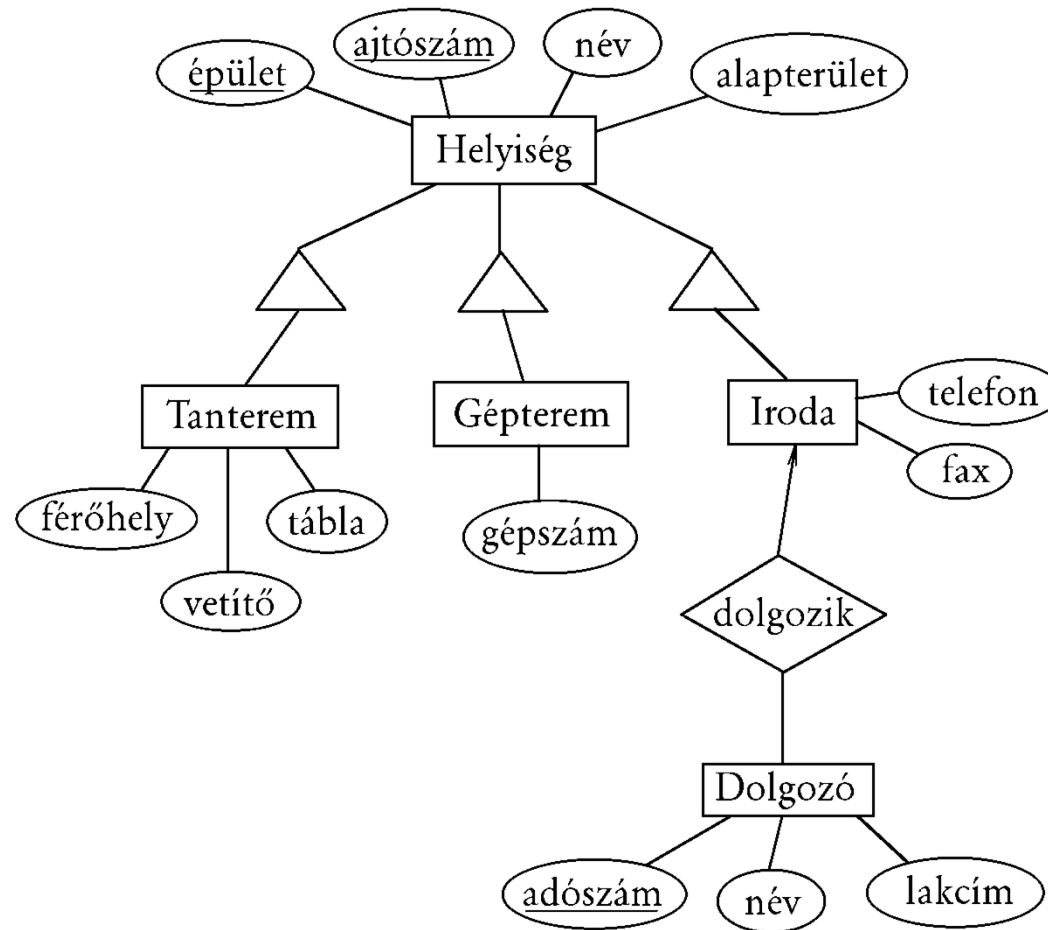 ajtószám
név
épület
alapterület
Helyiség
Tanterem
Gépterem
Iroda
telefon
fax
férőhely
tábla
gépszám
vetítő
dolgozik
Dolgozó
adószám
név
lakcím